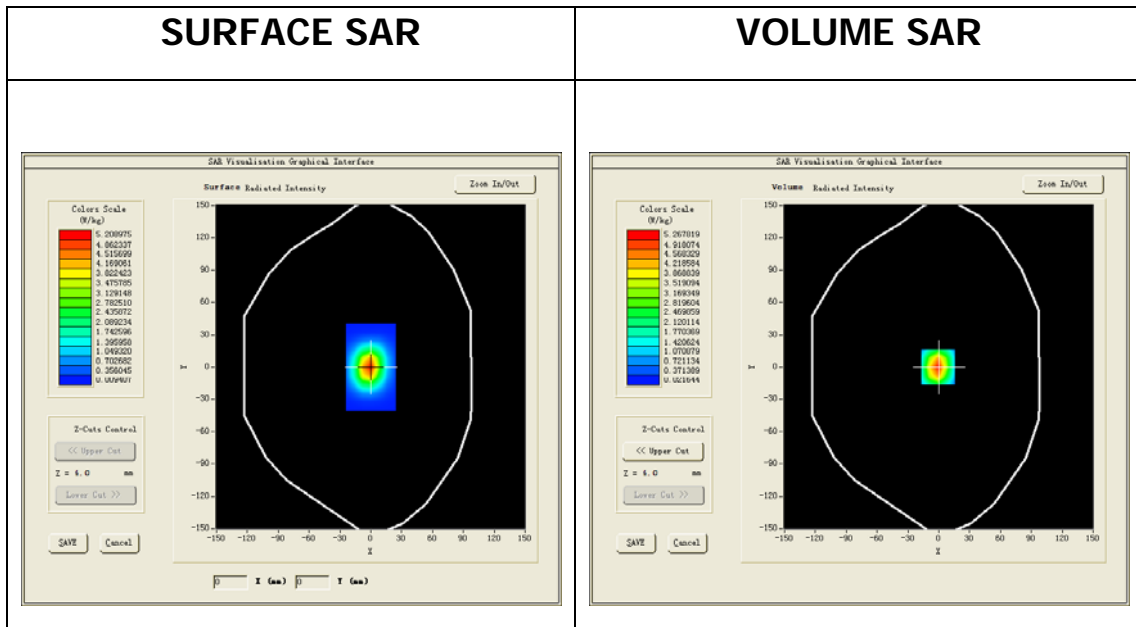 SURFACE SAR
SAR Visualisation Graphical Interface
Surface Radiated Intensity
Zoom In/Out
Colors Scale
(W/kg)
5.208975
4.862337
4.515699
4.169061
3.822423
3.475785
3.129148
2.782510
2.435872
2.089234
1.742596
1.395958
1.049320
0.702682
0.356045
0.009407
Z-Cuts Control
<< Upper Cut
Z = 4.0 mm
Lower Cut >>
SAVE Cancel
150
120
90
60
30
Y 0
-30
-60
-90
-120
-150
-150 -120 -90 -60 -30 0 30 60 90 120 150
X
0 X (mm) 0 Y (mm)
VOLUME SAR
SAR Visualisation Graphical Interface
Volume Radiated Intensity
Zoom In/Out
Colors Scale
(W/kg)
5.267819
4.918074
4.568329
4.218584
3.868839
3.519094
3.169349
2.819604
2.469859
2.120114
1.770369
1.420624
1.070879
0.721134
0.371389
0.021644
Z-Cuts Control
<< Upper Cut
Z = 4.0 mm
Lower Cut >>
SAVE Cancel
150
120
90
60
30
Y 0
-30
-60
-90
-120
-150
-150 -120 -90 -60 -30 0 30 60 90 120 150
X